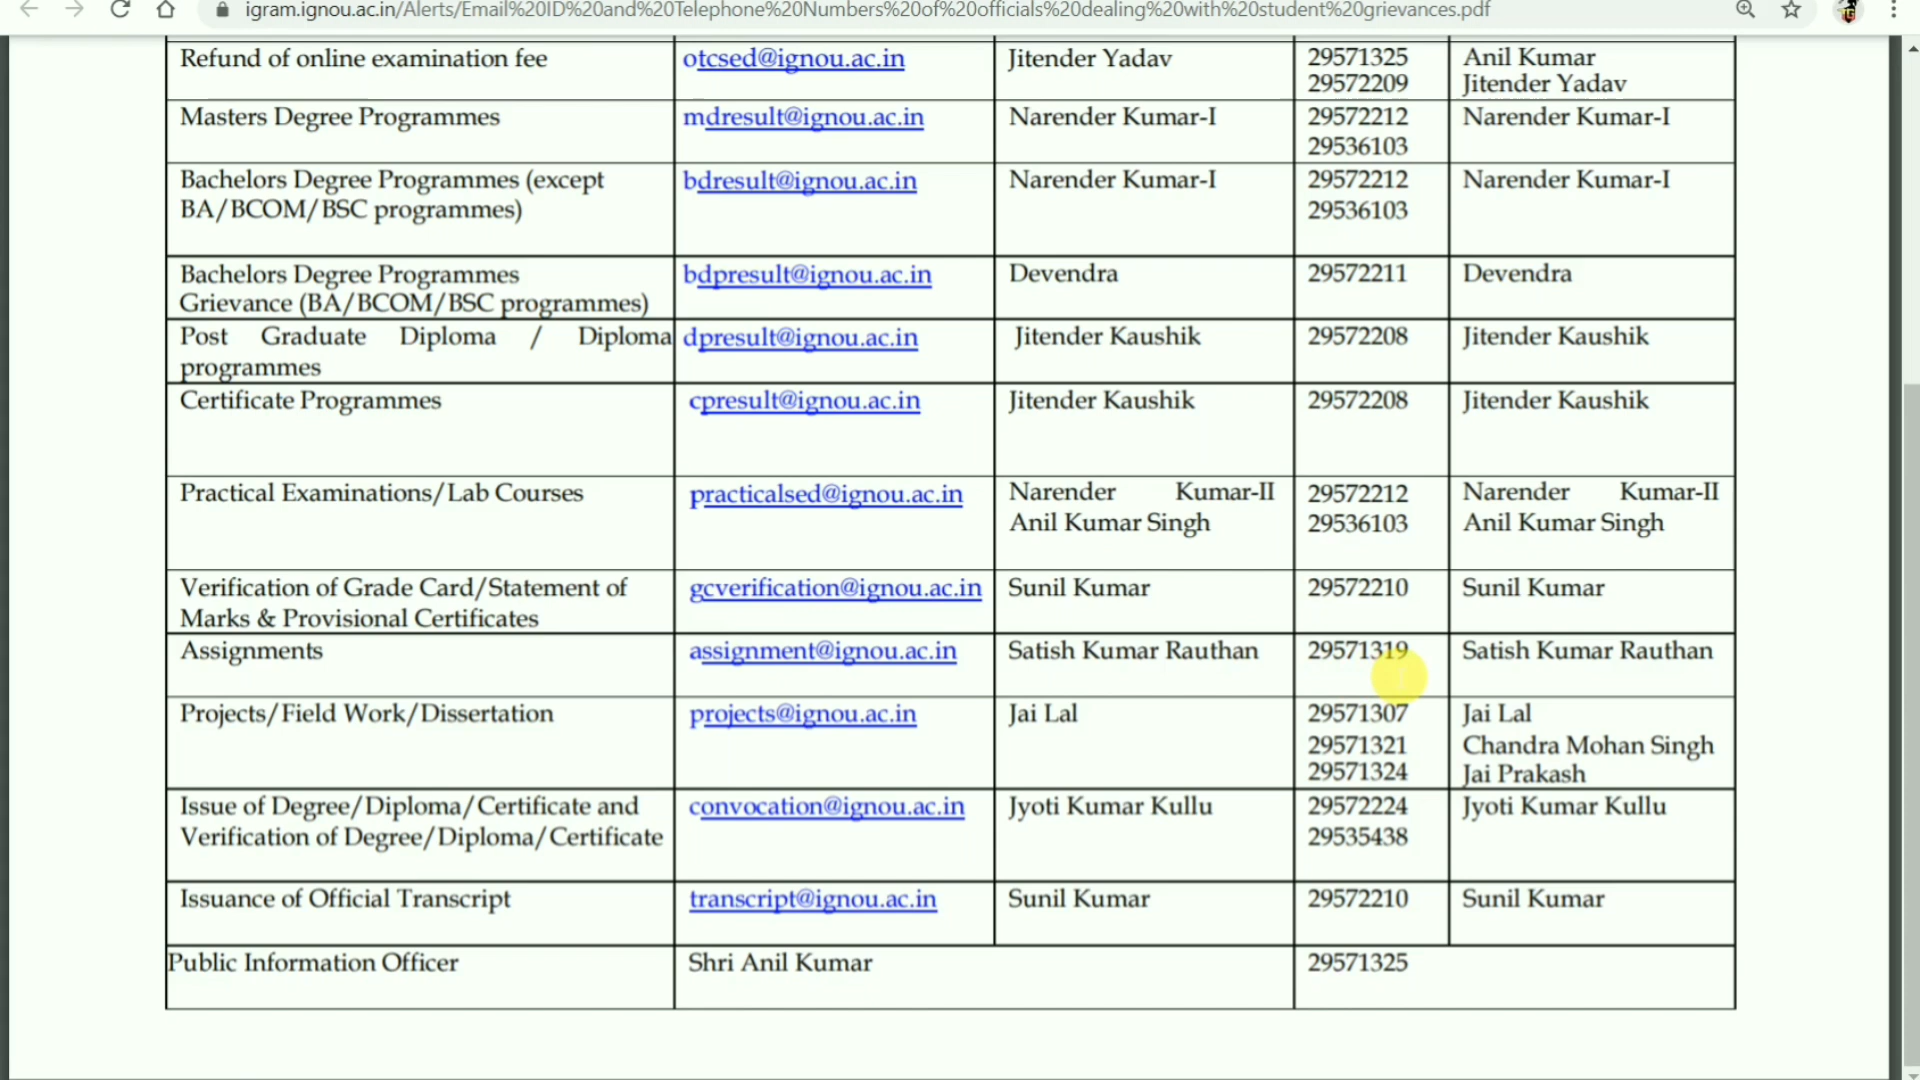 igram.ignou.ac.in/Alerts/Email%20ID%20and%20Telephone%20Numbers%20of%20officials%20dealing%20with%20student%20grievances.pdf
Refund of online examination fee otcsed@ignou.ac.in Jitender Yadav 29571325 Anil Kumar
29572209 Jitender Yadav
Masters Degree Programmes mdresult@ignou.ac.in Narender Kumar-I 29572212 Narender Kumar-I
29536103
Bachelors Degree Programmes (except bdresult@ignou.ac.in Narender Kumar-I 29572212 Narender Kumar-I
BA/BCOM/BSC programmes) 29536103
Bachelors Degree Programmes bdpresult@ignou.ac.in Devendra 29572211 Devendra
Grievance (BA/BCOM/BSC programmes)
Post Graduate Diploma / Diploma dpresult@ignou.ac.in Jitender Kaushik 29572208 Jitender Kaushik
programmes
Certificate Programmes cpresult@ignou.ac.in Jitender Kaushik 29572208 Jitender Kaushik
Practical Examinations/Lab Courses practicalsed@ignou.ac.in Narender Kumar-II 29572212 Narender Kumar-II
Anil Kumar Singh 29536103 Anil Kumar Singh
Verification of Grade Card/Statement of gcverification@ignou.ac.in Sunil Kumar 29572210 Sunil Kumar
Marks & Provisional Certificates
Assignments assignment@ignou.ac.in Satish Kumar Rauthan 29571319 Satish Kumar Rauthan
Projects/Field Work/Dissertation projects@ignou.ac.in Jai Lal 29571307 Jai Lal
29571321 Chandra Mohan Singh
29571324 Jai Prakash
Issue of Degree/Diploma/Certificate and convocation@ignou.ac.in Jyoti Kumar Kullu 29572224 Jyoti Kumar Kullu
Verification of Degree/Diploma/Certificate 29535438
Issuance of Official Transcript transcript@ignou.ac.in Sunil Kumar 29572210 Sunil Kumar
Public Information Officer Shri Anil Kumar 29571325